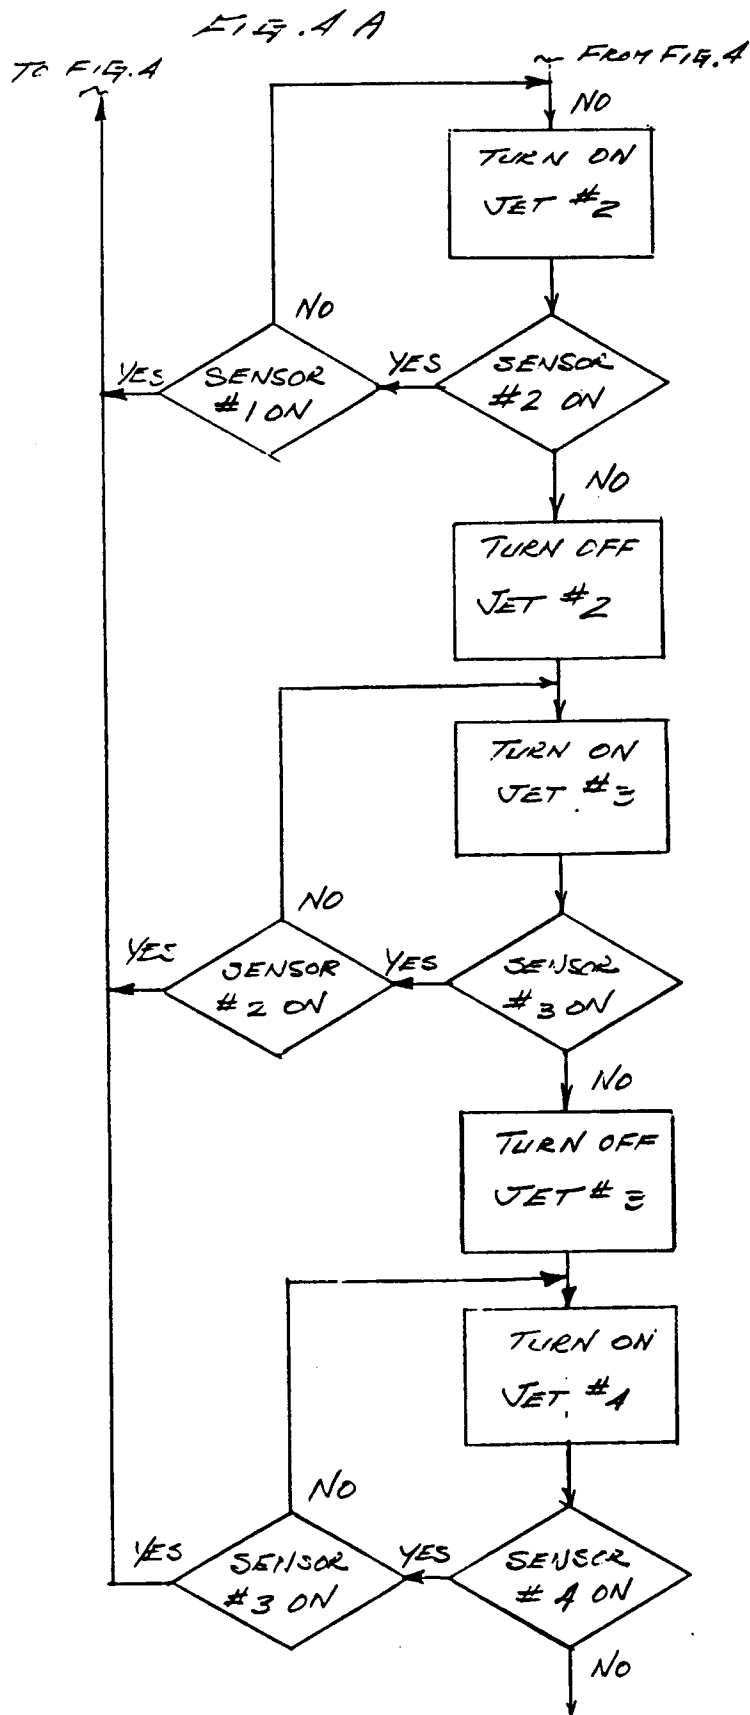 FIG. 4A
TO FIG. 4
FROM FIG. 4
NO
TURN ON
JET #2
NO
YES
SENSOR
#1 ON
YES
SENSOR
#2 ON
NO
TURN OFF
JET #2
TURN ON
JET #3
NO
YES
SENSOR
#2 ON
YES
SENSOR
#3 ON
NO
TURN OFF
JET #3
TURN ON
JET #4
NO
YES
SENSOR
#3 ON
YES
SENSOR
#4 ON
NO